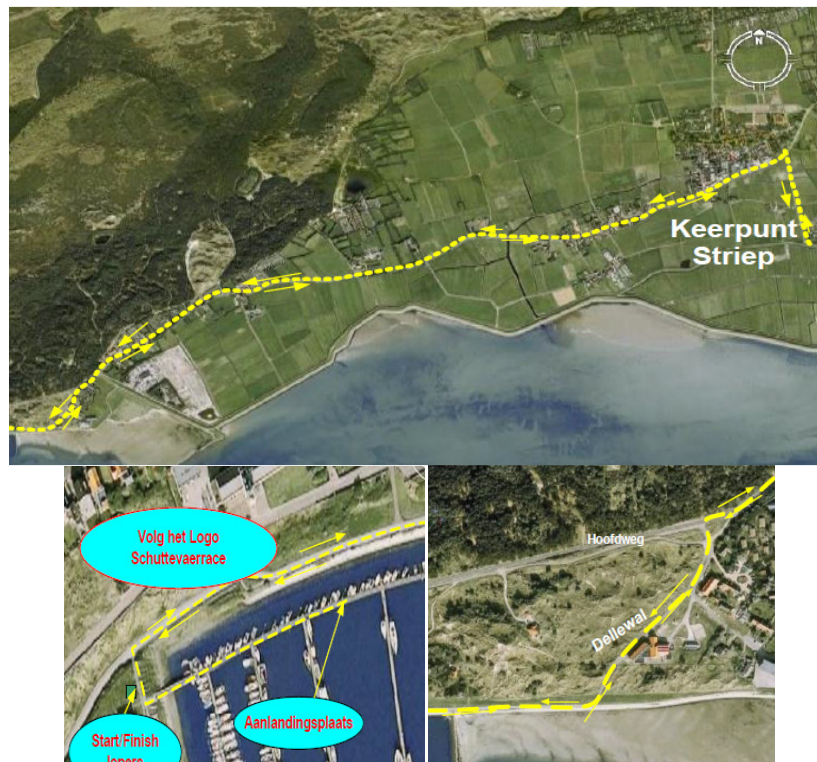 N
Keerpunt
Striep
Volg het Logo
Schuttevaerrace
Aanlandingsplaats
Start/Finish
Hoofdweg
Dellewal